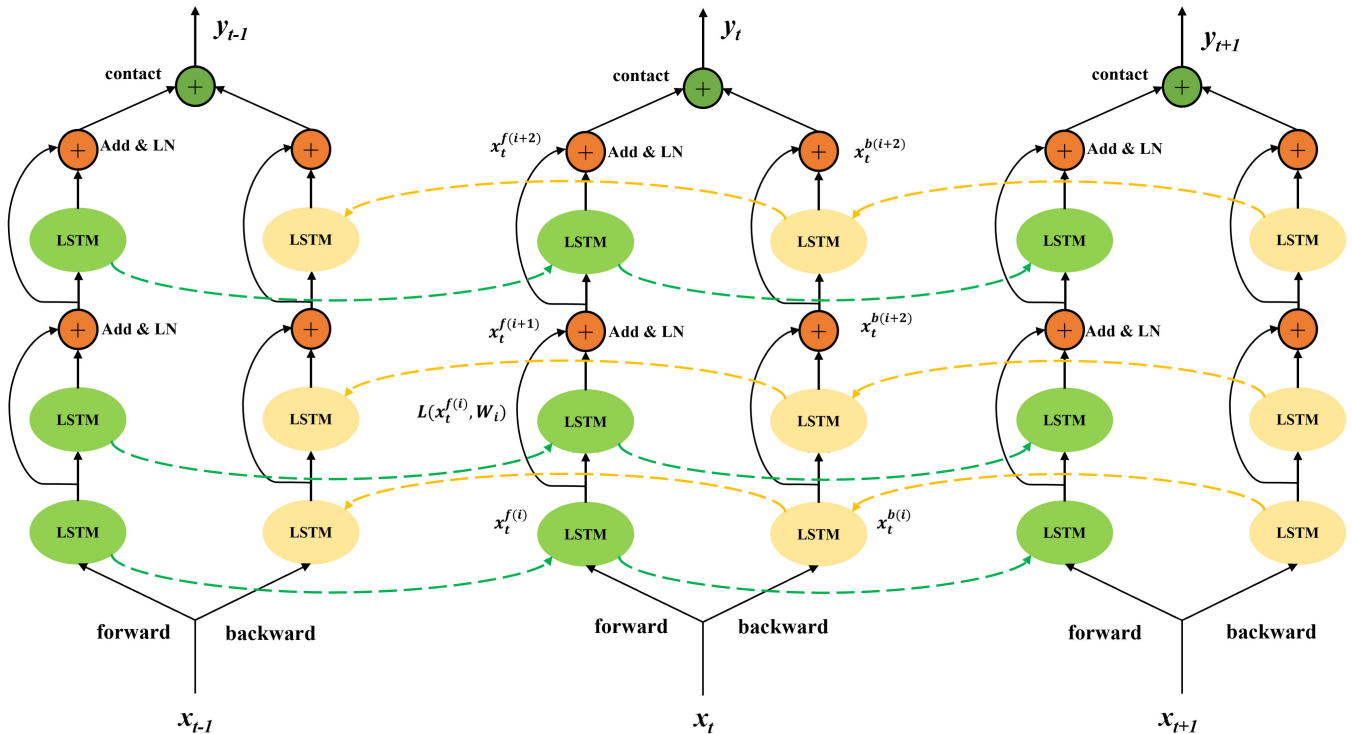 y_{t-1}
y_t
y_{t+1}
contact
contact
contact
Add & LN
x_t^{f(i+2)}
Add & LN
x_t^{b(i+2)}
Add & LN
LSTM
LSTM
LSTM
LSTM
LSTM
LSTM
Add & LN
x_t^{f(i+1)}
Add & LN
x_t^{b(i+2)}
Add & LN
L(x_t^{f(i)}, W_i)
LSTM
LSTM
LSTM
LSTM
LSTM
LSTM
x_t^{f(i)}
x_t^{b(i)}
LSTM
LSTM
LSTM
LSTM
LSTM
LSTM
forward
backward
forward
backward
forward
backward
x_{t-1}
x_t
x_{t+1}